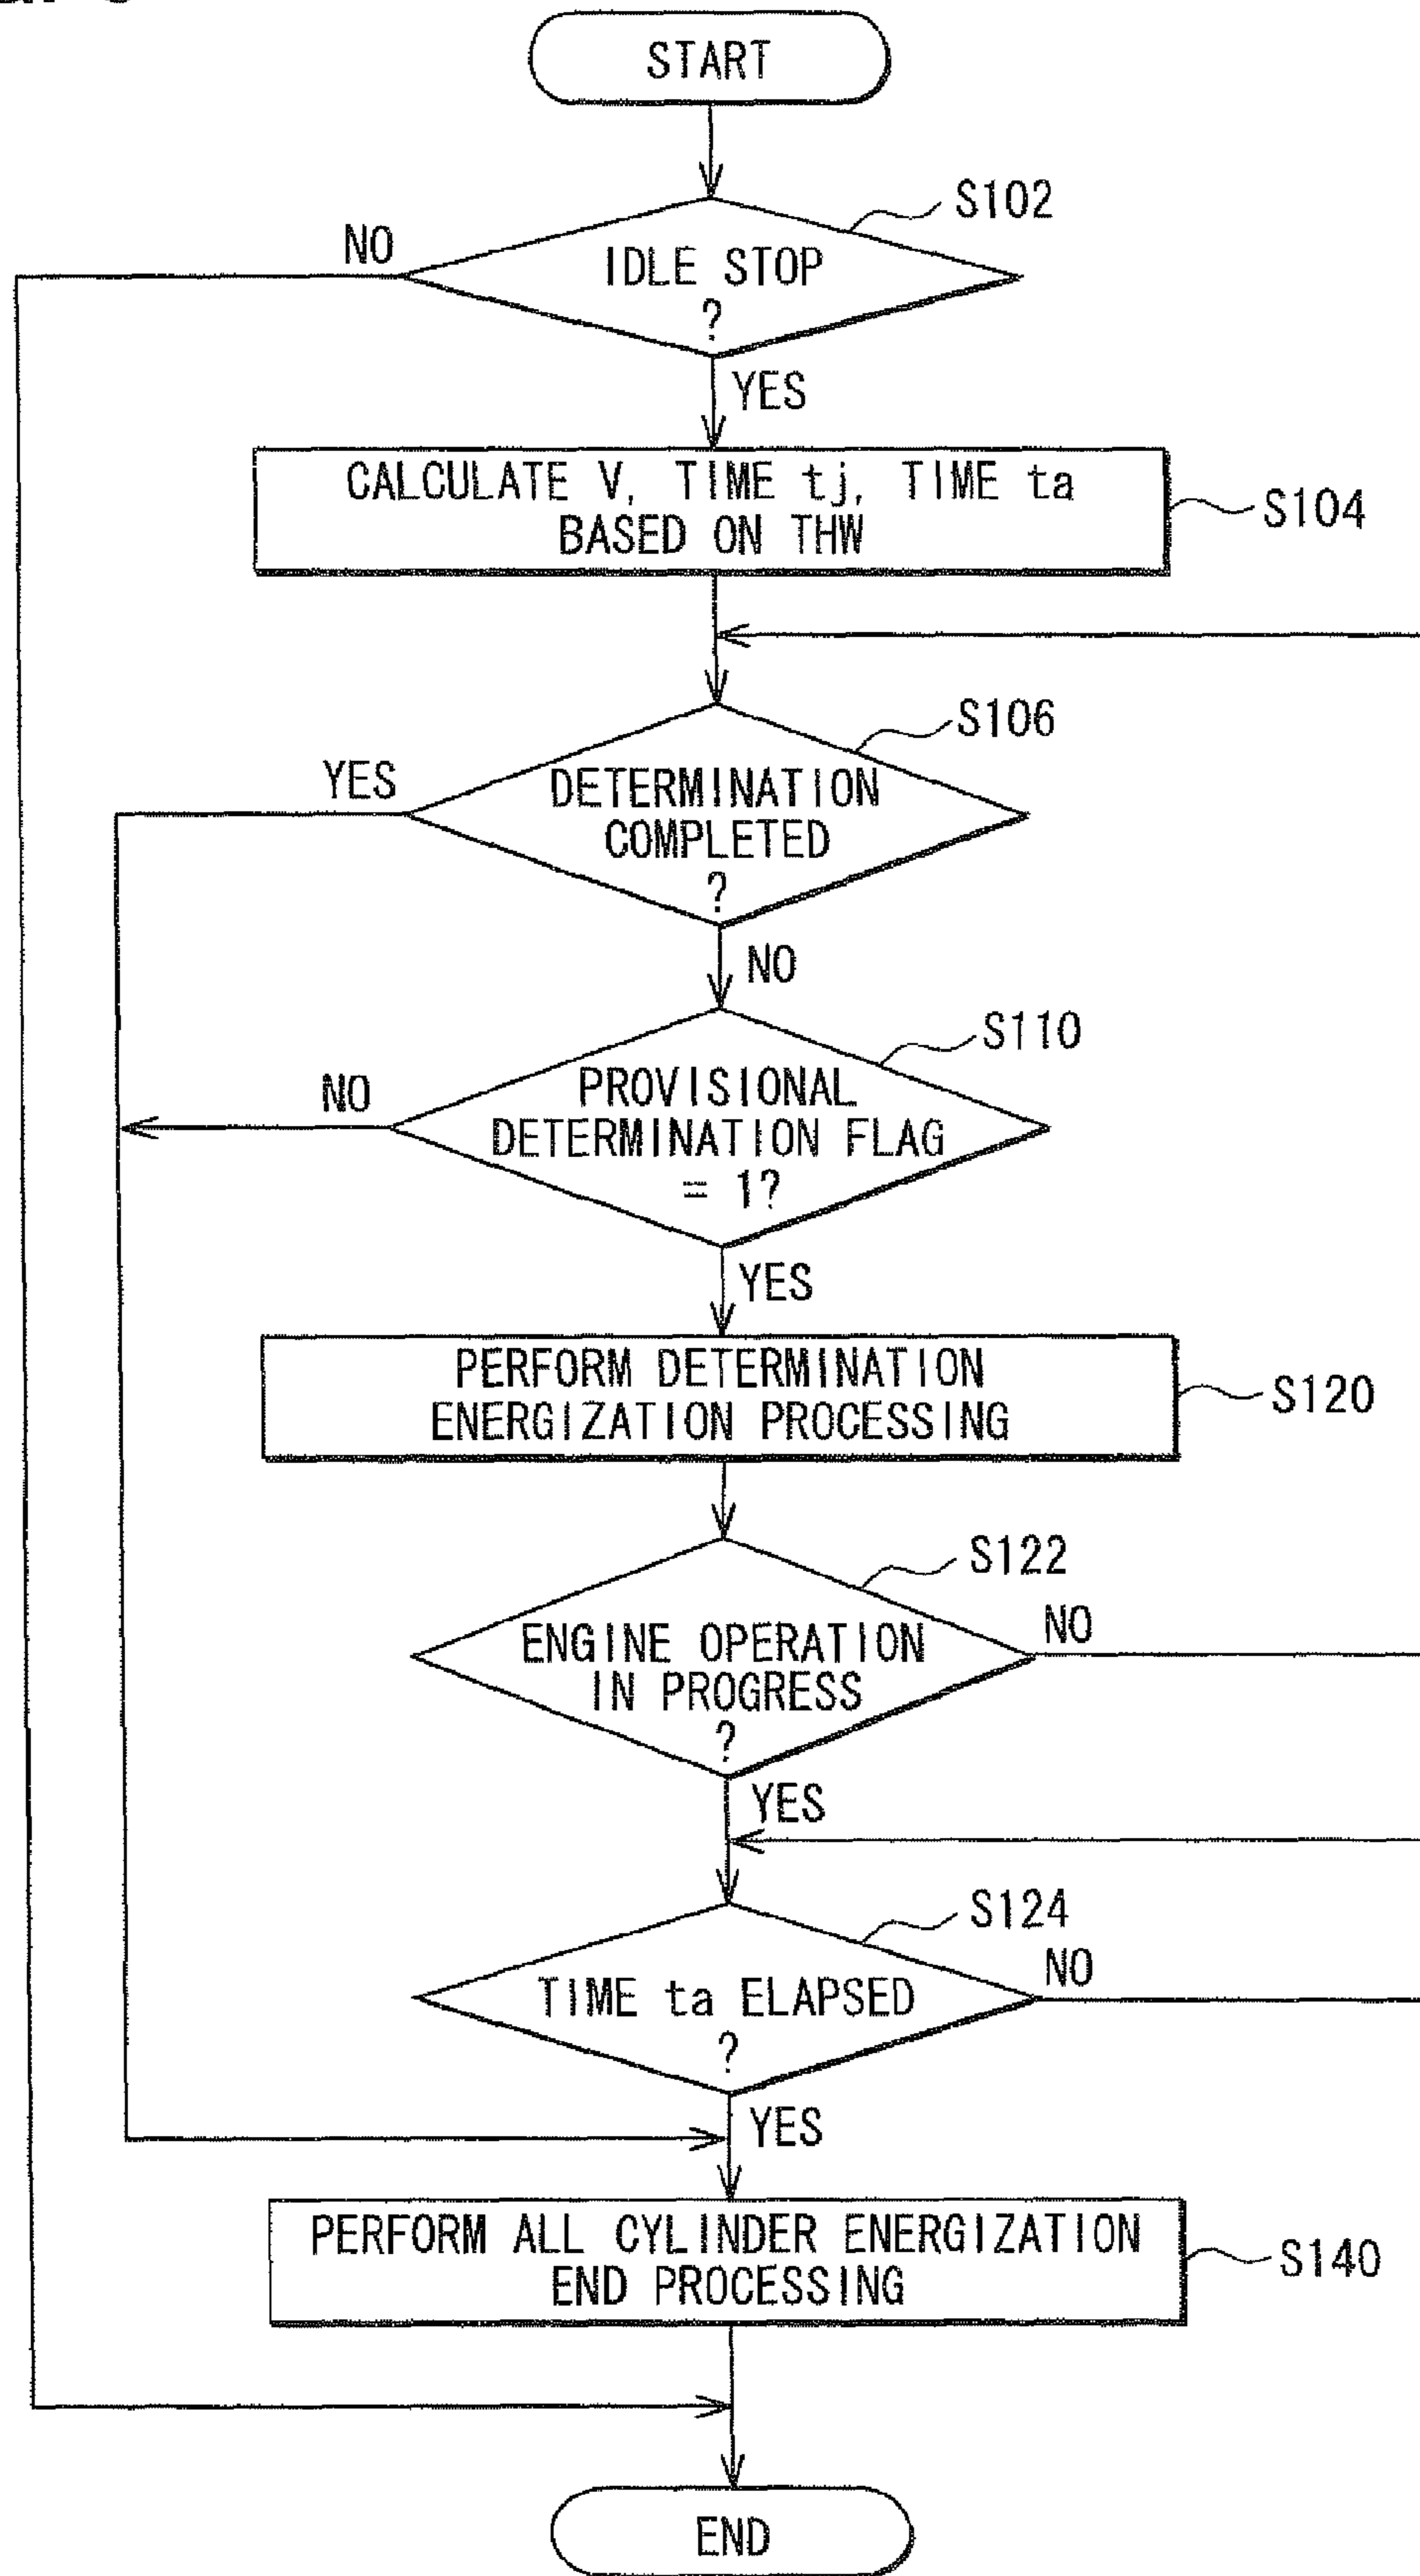 START
S102
NO
IDLE STOP
?
YES
CALCULATE V, TIME tj, TIME ta
BASED ON THW
S104
S106
YES
DETERMINATION
COMPLETED
?
NO
S110
NO
PROVISIONAL
DETERMINATION FLAG
= 1?
YES
PERFORM DETERMINATION
ENERGIZATION PROCESSING
S120
S122
NO
ENGINE OPERATION
IN PROGRESS
?
YES
S124
NO
TIME ta ELAPSED
?
YES
PERFORM ALL CYLINDER ENERGIZATION
END PROCESSING
S140
END